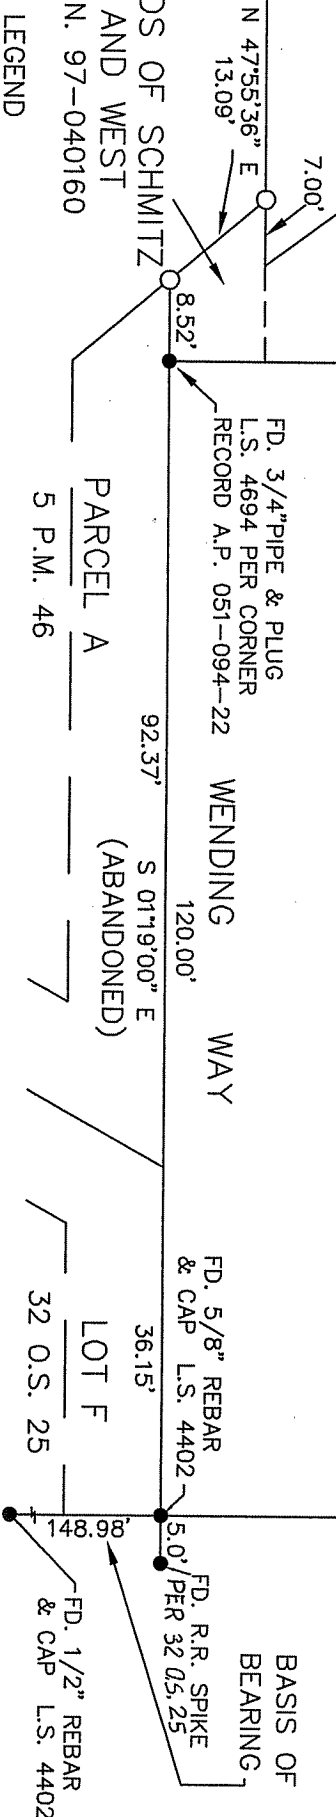 N 47°55'36" E
13.09'
7.00'
DS OF SCHMITZ
AND WEST
N. 97-040160
LEGEND
8.52'
FD. 3/4" PIPE & PLUG
L.S. 4694 PER CORNER
RECORD A.P. 051-094-22
PARCEL A
5 P.M. 46
WENDING WAY
120.00'
92.37'
S 01°19'00" E
(ABANDONED)
FD. 5/8" REBAR
& CAP L.S. 4402
36.15'
LOT F
32 O.S. 25
5.0'
FD. R.R. SPIKE
PER 32 O.S. 25
148.98'
BASIS OF
BEARING
FD. 1/2" REBAR
& CAP L.S. 4402